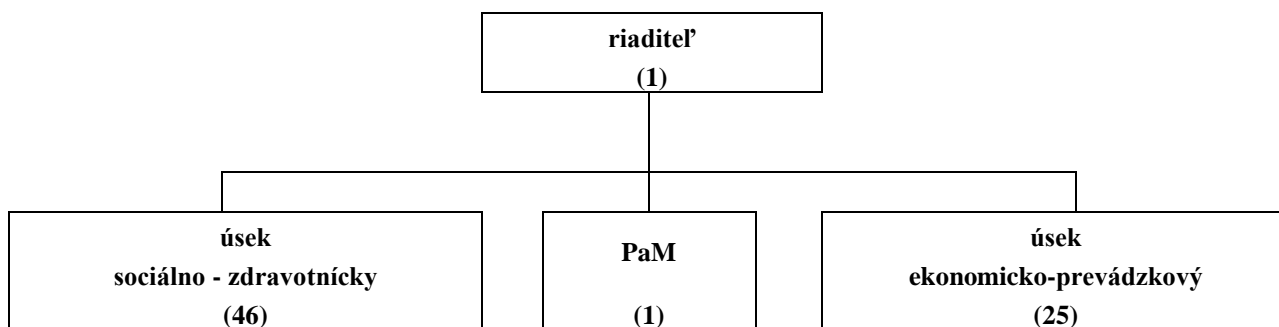 riaditeľ
(1)
úsek
sociálno - zdravotnícky
(46)
PaM
(1)
úsek
ekonomicko-prevádzkový
(25)